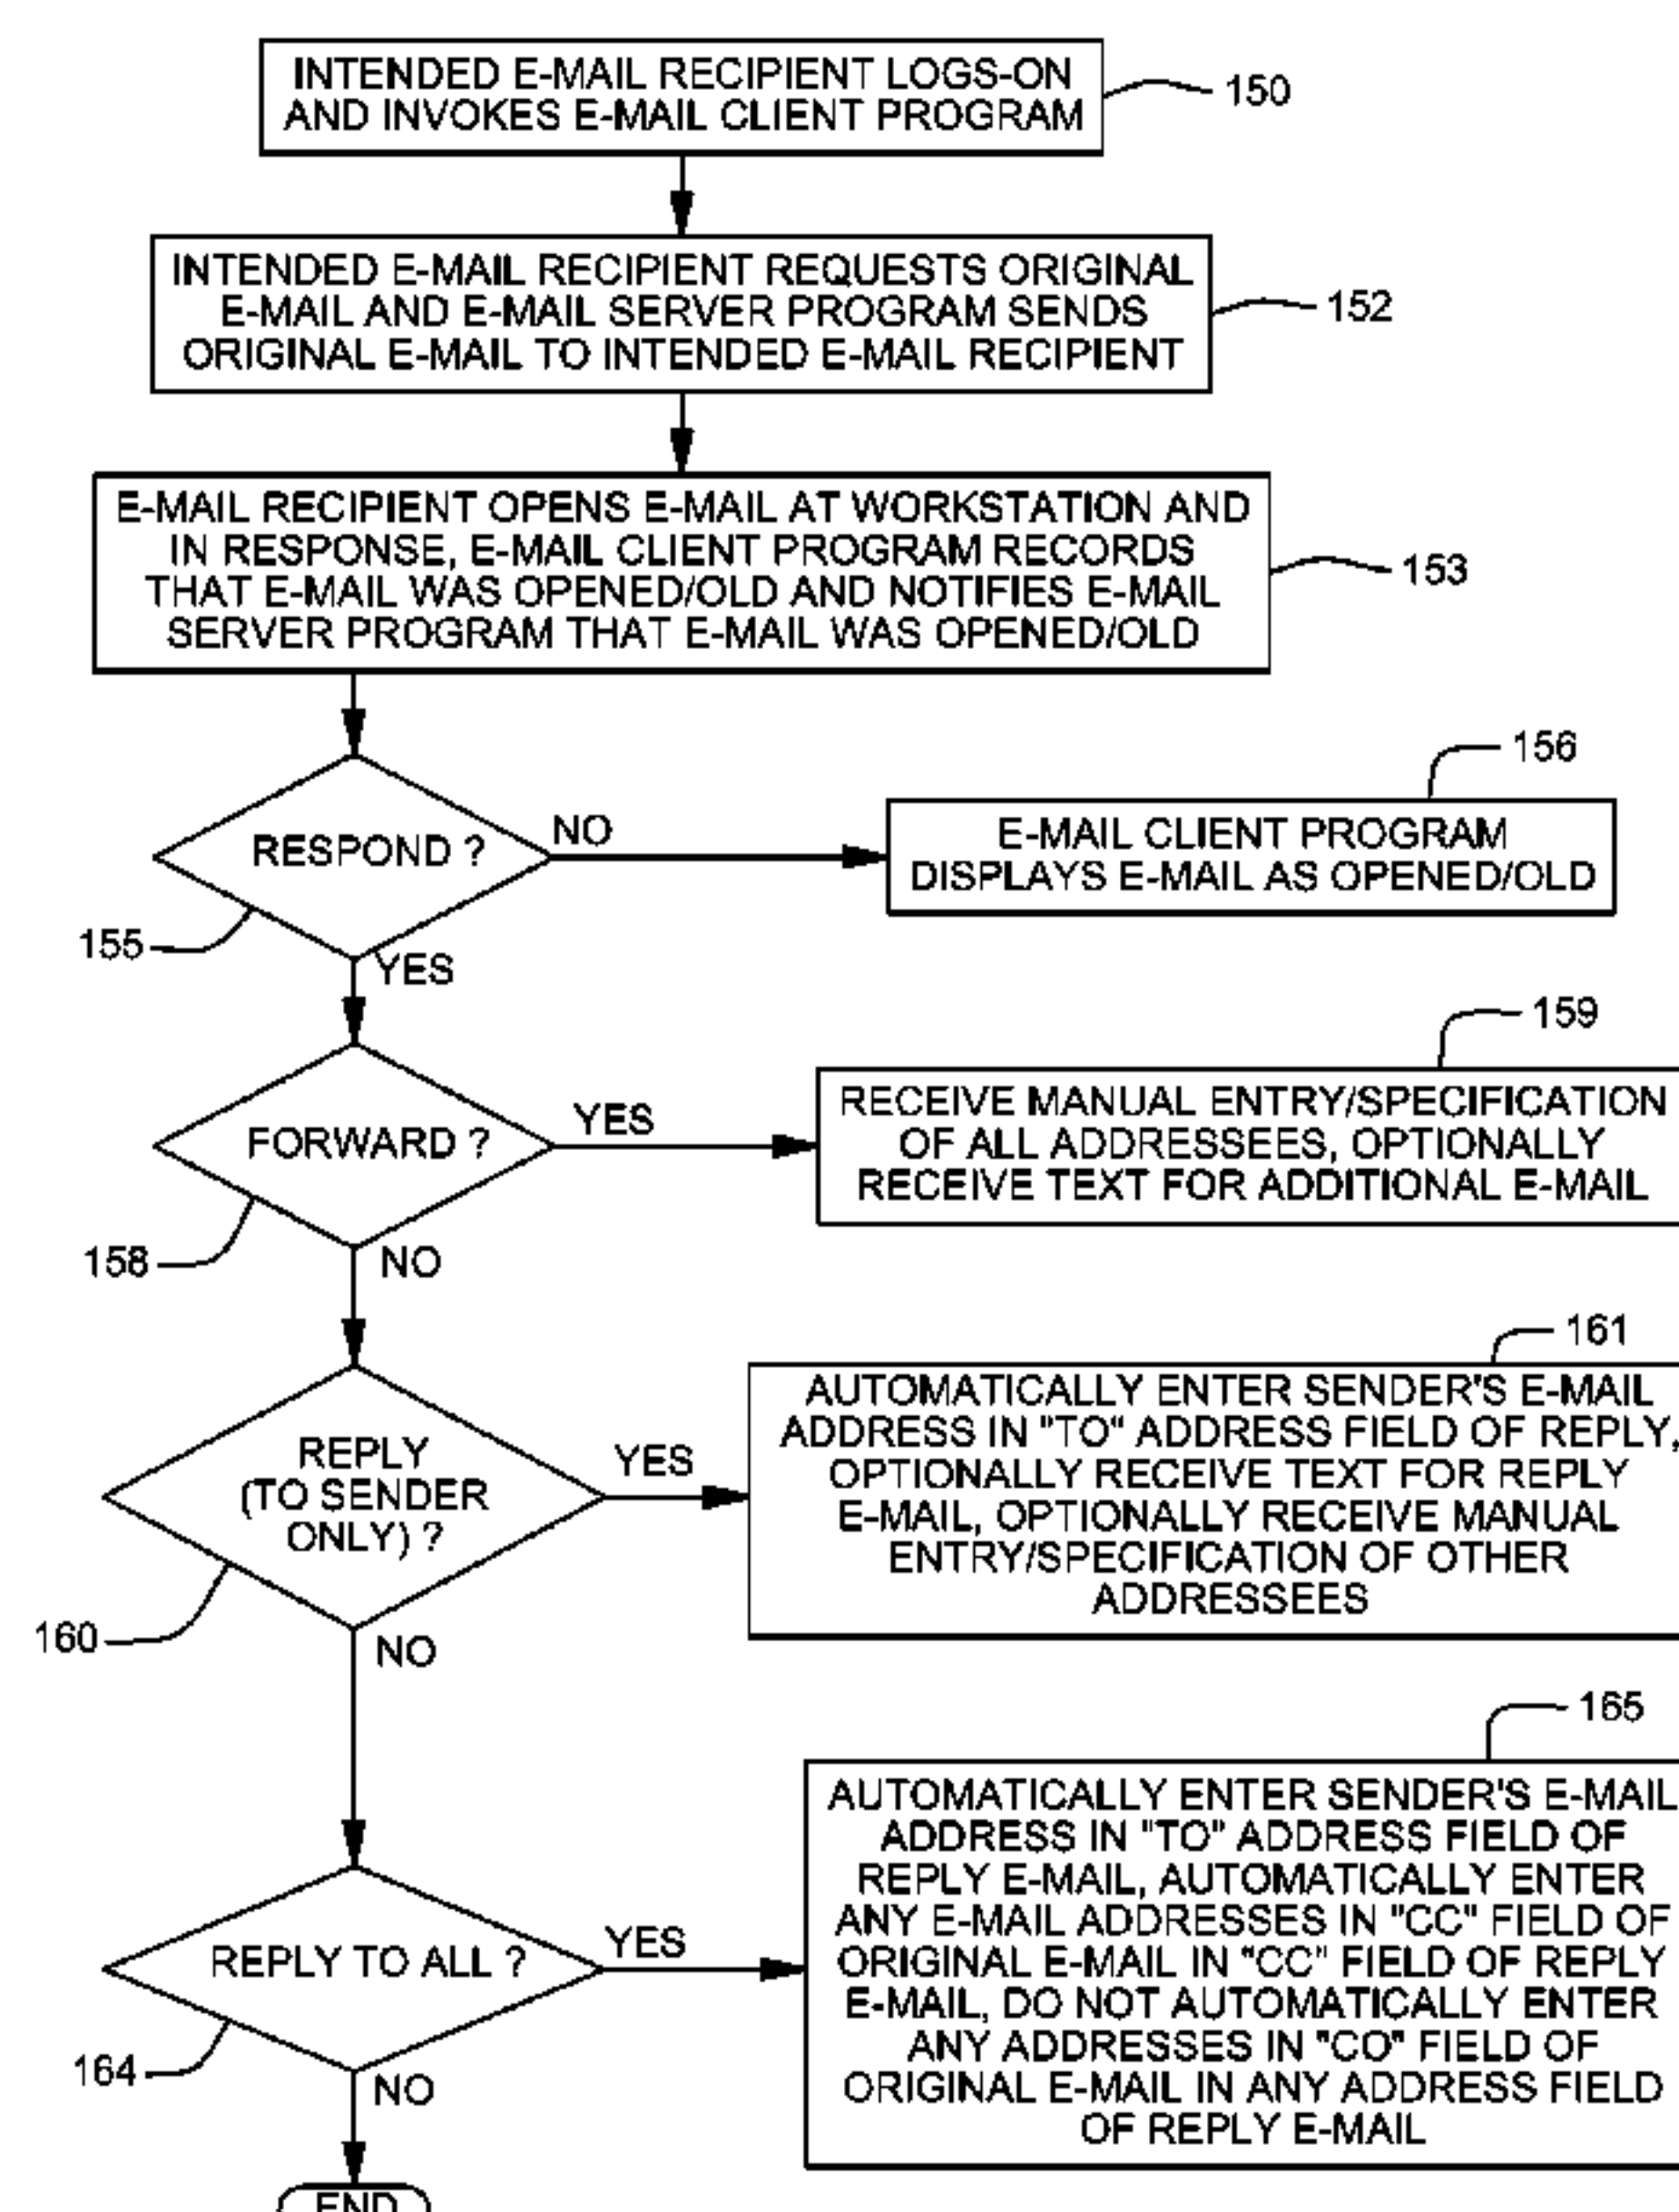 INTENDED E-MAIL RECIPIENT LOGS-ON
AND INVOKES E-MAIL CLIENT PROGRAM
150
INTENDED E-MAIL RECIPIENT REQUESTS ORIGINAL
E-MAIL AND E-MAIL SERVER PROGRAM SENDS
ORIGINAL E-MAIL TO INTENDED E-MAIL RECIPIENT
152
E-MAIL RECIPIENT OPENS E-MAIL AT WORKSTATION AND
IN RESPONSE, E-MAIL CLIENT PROGRAM RECORDS
THAT E-MAIL WAS OPENED/OLD AND NOTIFIES E-MAIL
SERVER PROGRAM THAT E-MAIL WAS OPENED/OLD
153
RESPOND ?
NO
155
YES
156
E-MAIL CLIENT PROGRAM
DISPLAYS E-MAIL AS OPENED/OLD
FORWARD ?
YES
158
NO
159
RECEIVE MANUAL ENTRY/SPECIFICATION
OF ALL ADDRESSEES, OPTIONALLY
RECEIVE TEXT FOR ADDITIONAL E-MAIL
REPLY
(TO SENDER
ONLY) ?
YES
160
NO
161
AUTOMATICALLY ENTER SENDER'S E-MAIL
ADDRESS IN "TO" ADDRESS FIELD OF REPLY,
OPTIONALLY RECEIVE TEXT FOR REPLY
E-MAIL, OPTIONALLY RECEIVE MANUAL
ENTRY/SPECIFICATION OF OTHER
ADDRESSEES
REPLY TO ALL ?
YES
164
NO
165
AUTOMATICALLY ENTER SENDER'S E-MAIL
ADDRESS IN "TO" ADDRESS FIELD OF
REPLY E-MAIL, AUTOMATICALLY ENTER
ANY E-MAIL ADDRESSES IN "CC" FIELD OF
ORIGINAL E-MAIL IN "CC" FIELD OF REPLY
E-MAIL, DO NOT AUTOMATICALLY ENTER
ANY ADDRESSES IN "CO" FIELD OF
ORIGINAL E-MAIL IN ANY ADDRESS FIELD
OF REPLY E-MAIL
END